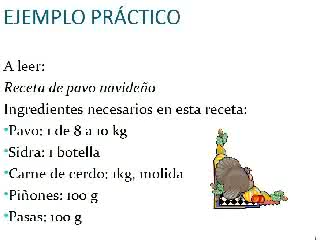 EJEMPLO PRÁCTICO
A leer:
Receta de pavo navideño
Ingredientes necesarios en esta receta:
•Pavo: 1 de 8 a 10 kg
•Sidra: 1 botella
•Carne de cerdo: 1kg, molida
•Piñones: 100 g
•Pasas: 100 g